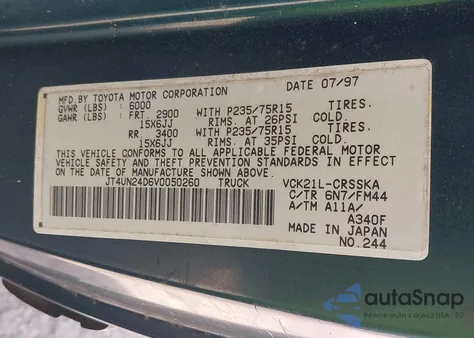 MFD BY TOYOTA MOTOR CORPORATION DATE 07/97
GVWR (LBS) : 6000
GAWR (LBS) : FRT. 2900 WITH P235/75R15 TIRES.
15X6JJ RIMS. AT 26PSI COLD.
RR. 3400 WITH P235/75R15 TIRES.
15X6JJ RIMS. AT 35PSI COLD.
THIS VEHICLE CONFORMS TO ALL APPLICABLE FEDERAL MOTOR
VEHICLE SAFETY AND THEFT PREVENTION STANDARDS IN EFFECT
ON THE DATE OF MANUFACTURE SHOWN ABOVE.
JT4UN24D6V0050260 TRUCK VCK21L-CRSSKA
C/TR 6N7/FM44
A/TM A11A/
A340F
MADE IN JAPAN
NO.244
autoSnap